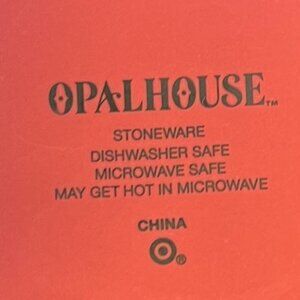 OPALHOUSE™
STONEWARE
DISHWASHER SAFE
MICROWAVE SAFE
MAY GET HOT IN MICROWAVE
CHINA
®